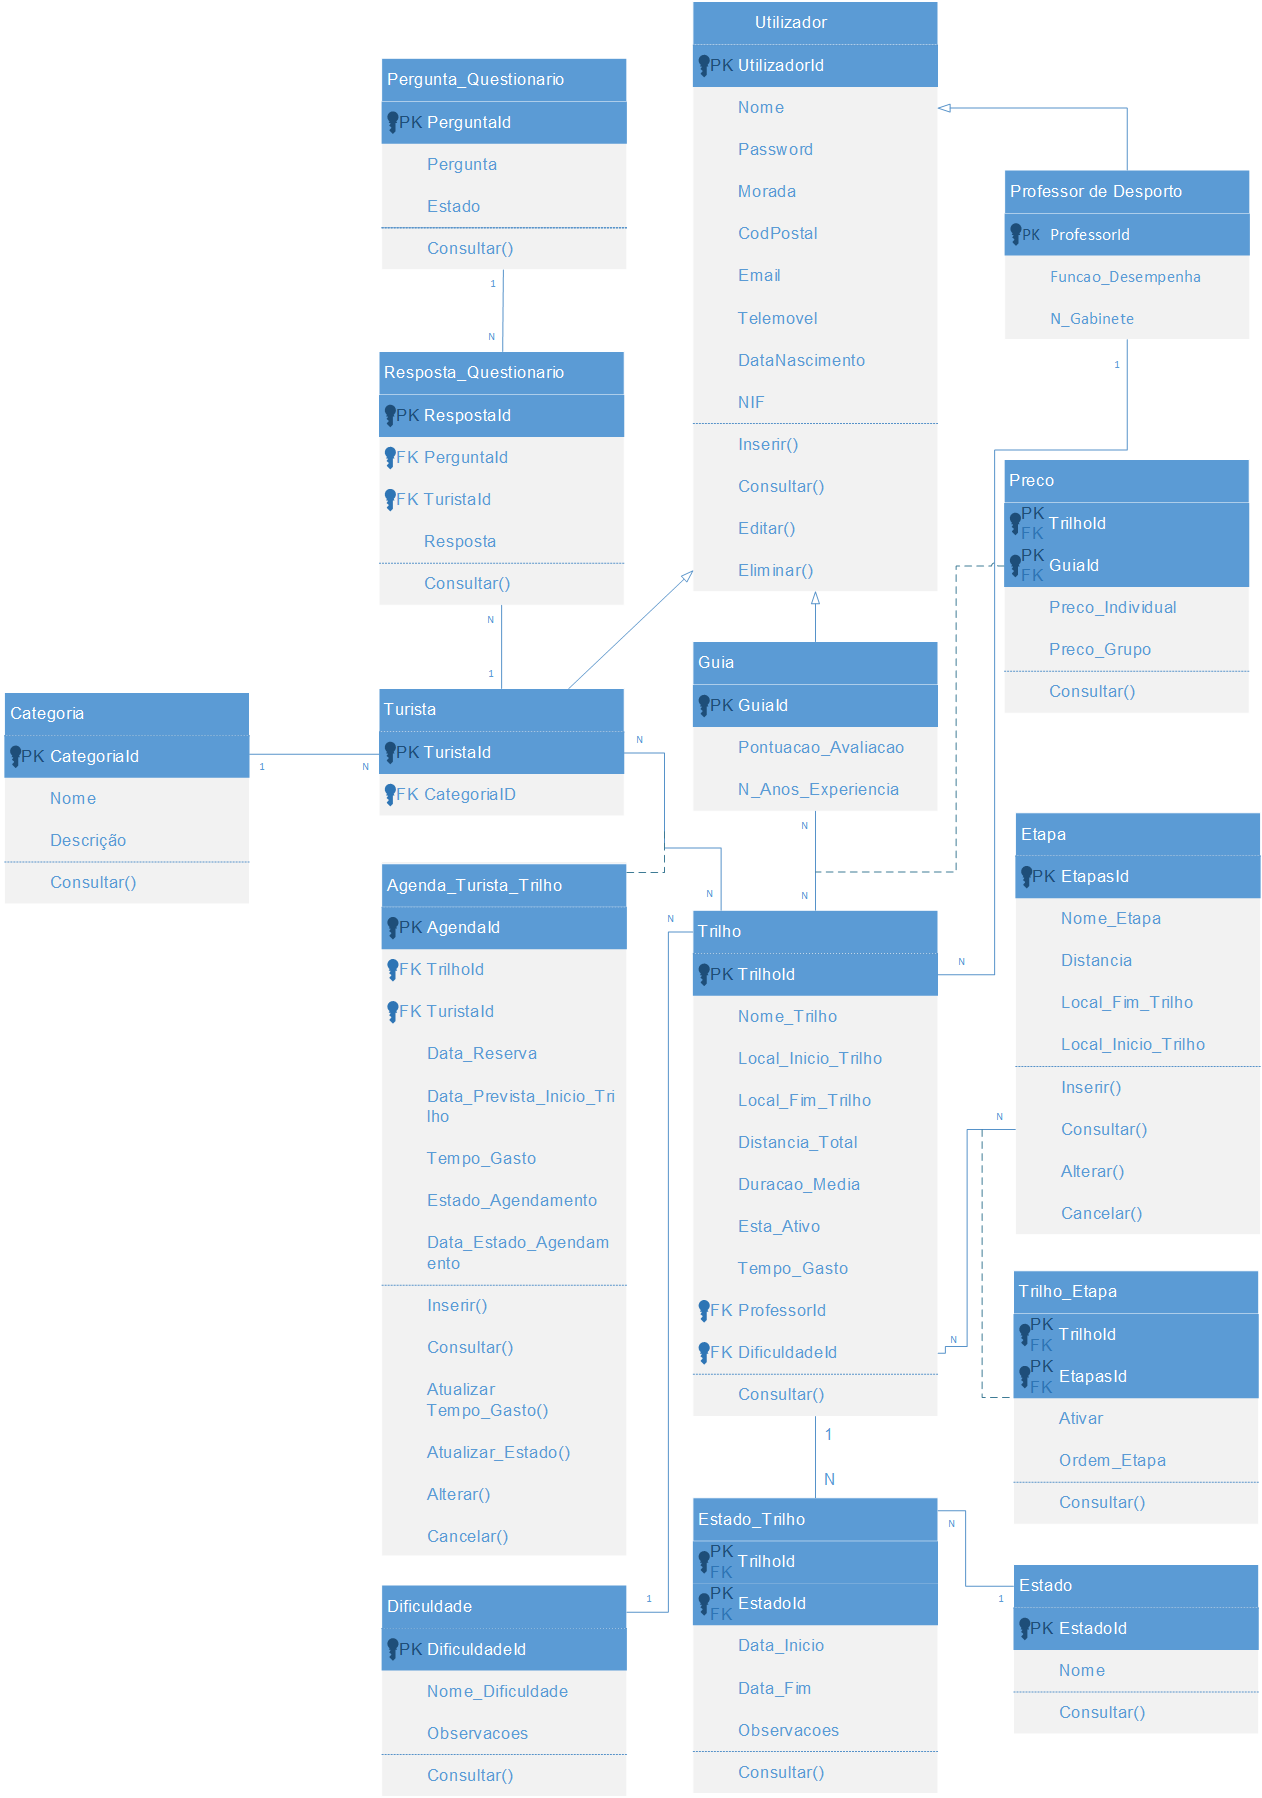 Utilizador
PK UtilizadorId
Nome
Password
Morada
CodPostal
Email
Telemovel
DataNascimento
NIF
Inserir()
Consultar()
Editar()
Eliminar()
Pergunta_Questionario
PK PerguntaId
Pergunta
Estado
Consultar()
1
N
Resposta_Questionario
PK RespostaId
FK PerguntaId
FK TuristaId
Resposta
Consultar()
N
1
Professor de Desporto
PK ProfessorId
Funcao_Desempenha
N_Gabinete
1
Preco
PK
FK TrilhoId
PK
FK GuiaId
Preco_Individual
Preco_Grupo
Consultar()
Guia
PK GuiaId
Pontuacao_Avaliacao
N_Anos_Experiencia
N
N
Categoria
PK CategoriaId
Nome
Descrição
Consultar()
1
N
Turista
PK TuristaId
FK CategoriaID
N
N
Agenda_Turista_Trilho
PK AgendaId
FK TrilhoId
FK TuristaId
Data_Reserva
Data_Prevista_Inicio_Tri
lho
Tempo_Gasto
Estado_Agendamento
Data_Estado_Agendam
ento
Inserir()
Consultar()
Atualizar
Tempo_Gasto()
Atualizar_Estado()
Alterar()
Cancelar()
N
Trilho
PK TrilhoId
Nome_Trilho
Local_Inicio_Trilho
Local_Fim_Trilho
Distancia_Total
Duracao_Media
Esta_Ativo
Tempo_Gasto
FK ProfessorId
FK DificuldadeId
Consultar()
N
N
N
1
N
Etapa
PK EtapasId
Nome_Etapa
Distancia
Local_Fim_Trilho
Local_Inicio_Trilho
Inserir()
Consultar()
Alterar()
Cancelar()
Trilho_Etapa
PK
FK TrilhoId
PK
FK EtapasId
Ativar
Ordem_Etapa
Consultar()
Estado_Trilho
PK
FK TrilhoId
PK
FK EstadoId
Data_Inicio
Data_Fim
Observacoes
Consultar()
N
1
Estado
PK EstadoId
Nome
Consultar()
Dificuldade
PK DificuldadeId
Nome_Dificuldade
Observacoes
Consultar()
1